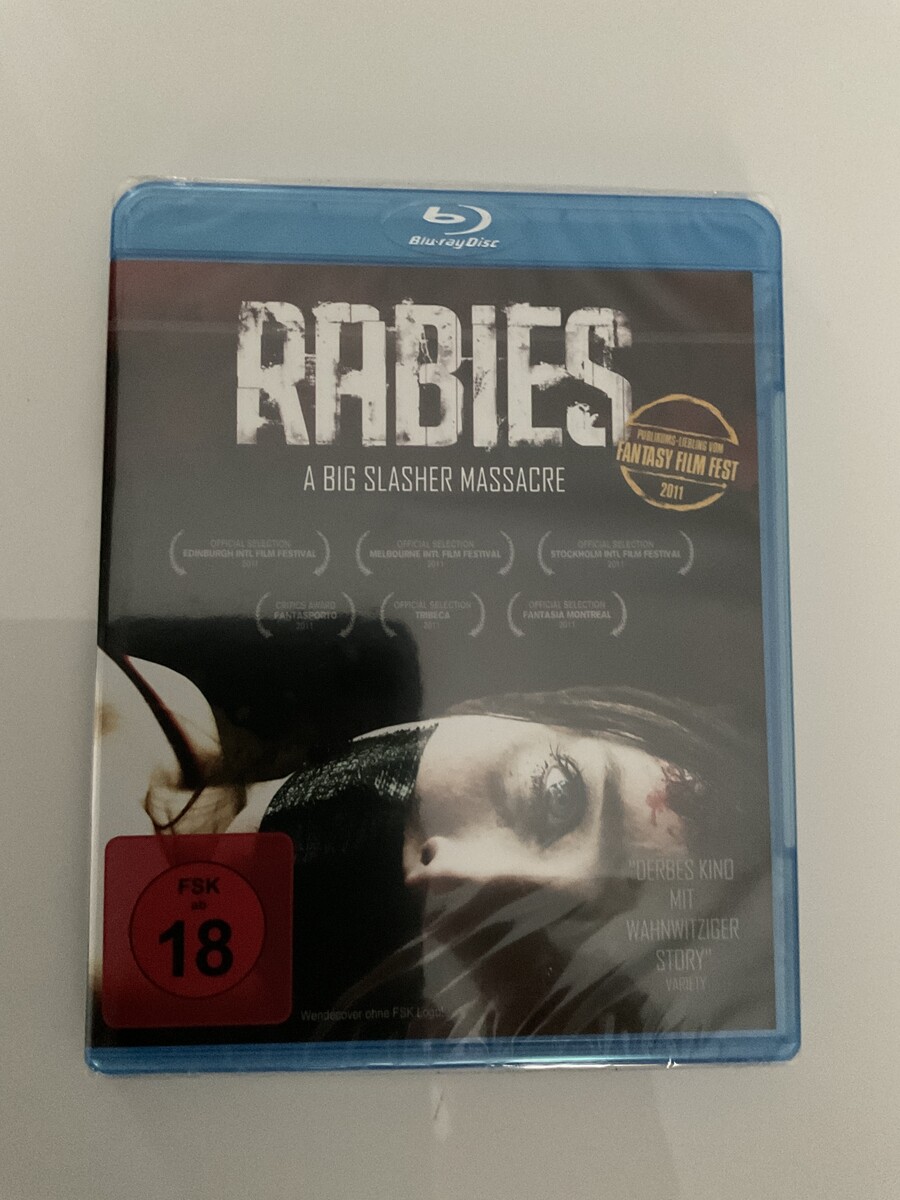 Blu-ray Disc
RABIES
A BIG SLASHER MASSACRE
PUBLIKUMS-LIEBLING VOM
FANTASY FILM FEST
2011
OFFICIAL SELECTION
EDINBURGH INTL FILM FESTIVAL
2011
OFFICIAL SELECTION
MELBOURNE INTL FILM FESTIVAL
2011
OFFICIAL SELECTION
STOCKHOLM INTL FILM FESTIVAL
2011
CRITICS AWARD
FANTASPORTO
2011
OFFICIAL SELECTION
TRIBECA
2011
OFFICIAL SELECTION
FANTASIA MONTREAL
2011
"DERBES KINO
MIT
WAHNWITZIGER
STORY"
VARIETY
FSK
ab
18
Wendecover ohne FSK Logo!